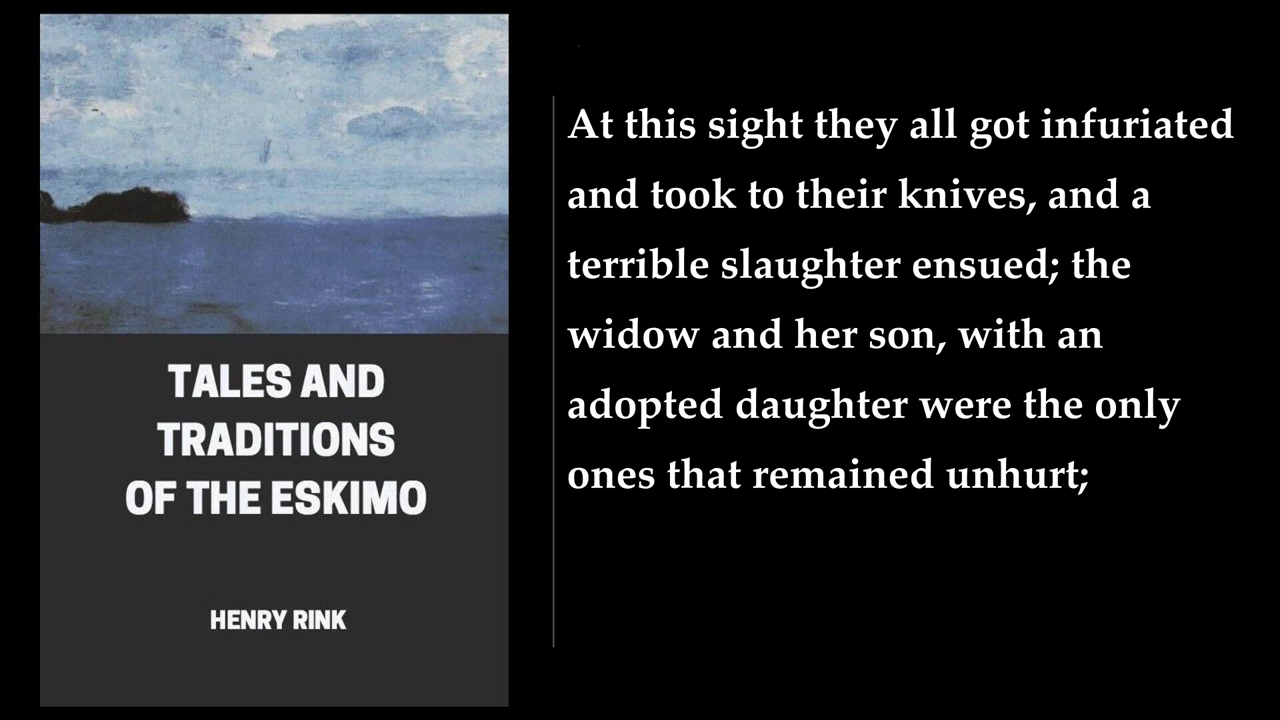 TALES AND
TRADITIONS
OF THE ESKIMO
HENRY RINK
At this sight they all got infuriated
and took to their knives, and a
terrible slaughter ensued; the
widow and her son, with an
adopted daughter were the only
ones that remained unhurt;